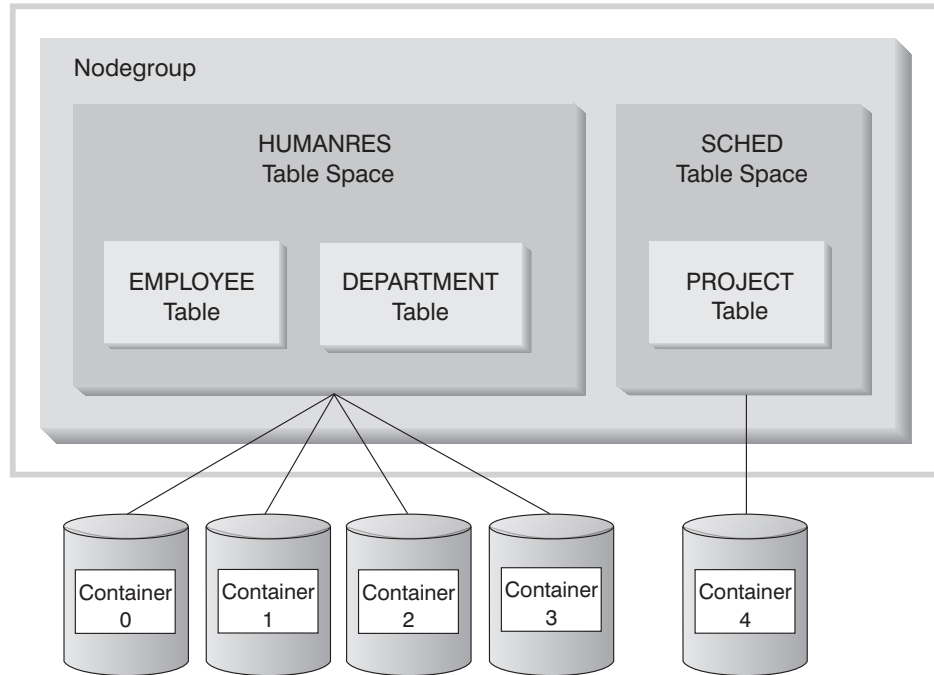 Nodegroup
HUMANRES
Table Space
SCHED
Table Space
EMPLOYEE
Table
DEPARTMENT
Table
PROJECT
Table
Container
0
Container
1
Container
2
Container
3
Container
4